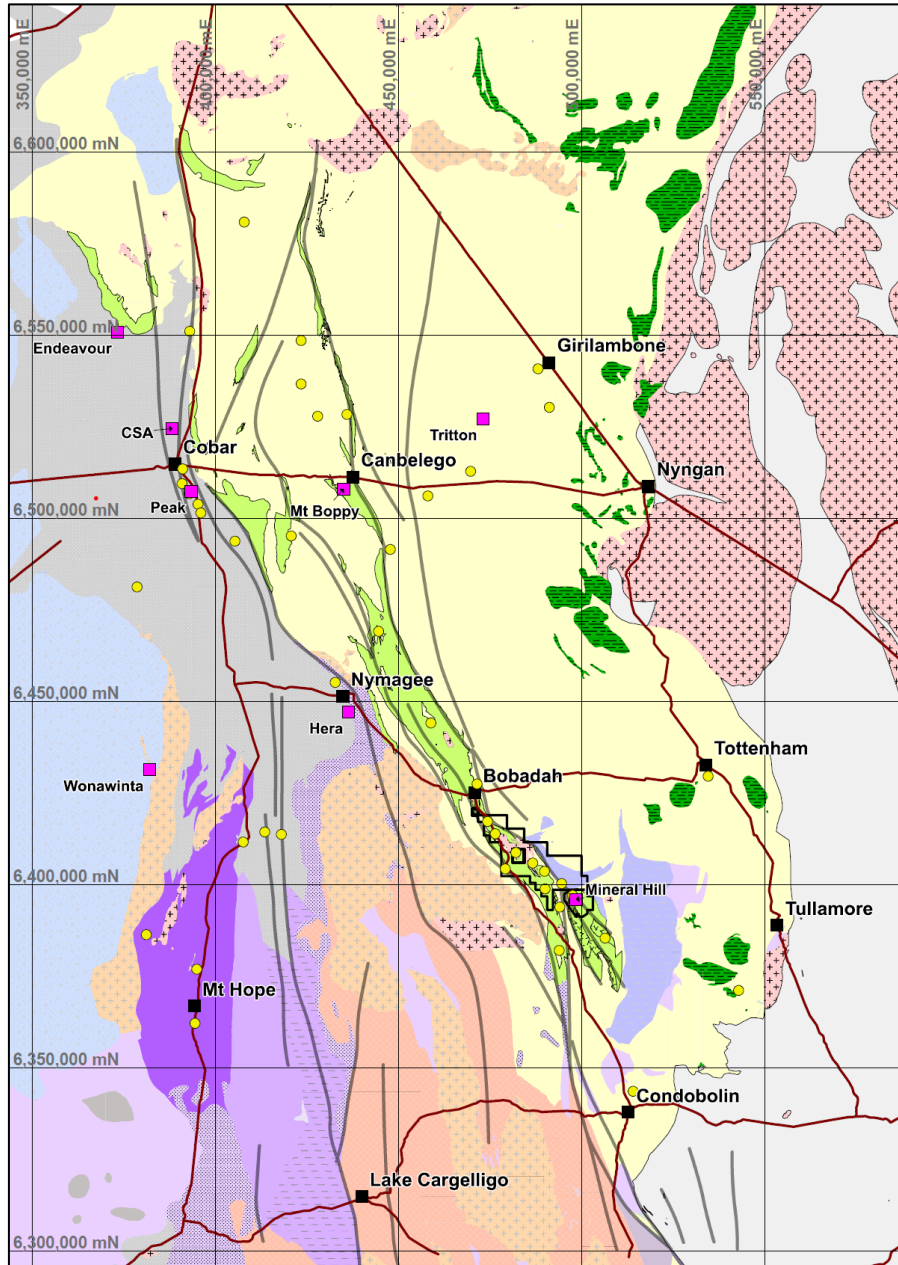 350,000 mE
400,000 mE
450,000 mE
500,000 mE
550,000 mE
6,600,000 mN
6,550,000 mN
Endeavour
Girilambone
CSA
Cobar
Tritton
Canbelego
Nyngan
Peak
Mt Boppy
6,500,000 mN
Nymagee
6,450,000 mN
Hera
Tottenham
Wonawinta
Bobadah
6,400,000 mN
Mineral Hill
Tullamore
Mt Hope
6,350,000 mN
Condobolin
Lake Cargelligo
6,300,000 mN